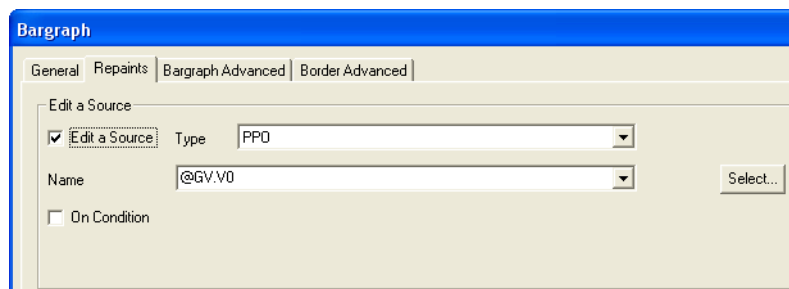 Bargraph
General Repaints Bargraph Advanced Border Advanced
Edit a Source
Edit a Source Type PPO
Name @GV.V0 Select...
On Condition